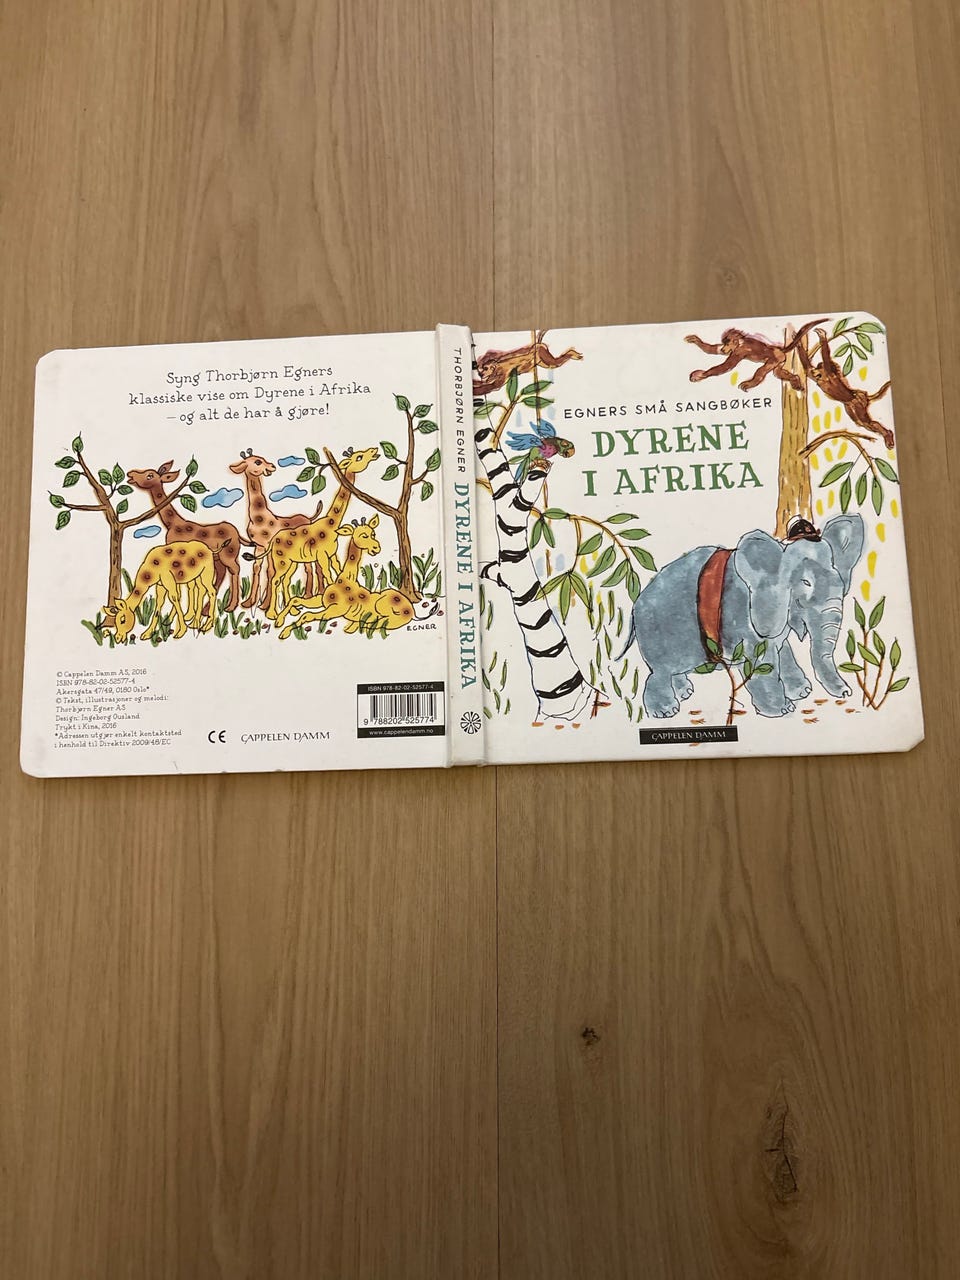 Syng Thorbjørn Egners
klassiske vise om Dyrene i Afrika
– og alt de har å gjøre!
EGNER
© Cappelen Damm AS, 2016
ISBN 978-82-02-52577-4
Akersgata 47/49, 0180 Oslo*
© Tekst, illustrasjoner og melodi:
Thorbjørn Egner AS
Design: Ingeborg Ousland
Trykt i Kina, 2016
*Adressen utgjør enkelt kontaktsted
i henhold til Direktiv 2009/48/EC
CE
CAPPELEN DAMM
ISBN 978-82-02-52577-4
9 788202 525774
www.cappelendamm.no
THORBJØRN EGNER DYRENE I AFRIKA
EGNERS SMÅ SANGBØKER
DYRENE
I AFRIKA
CAPPELEN DAMM